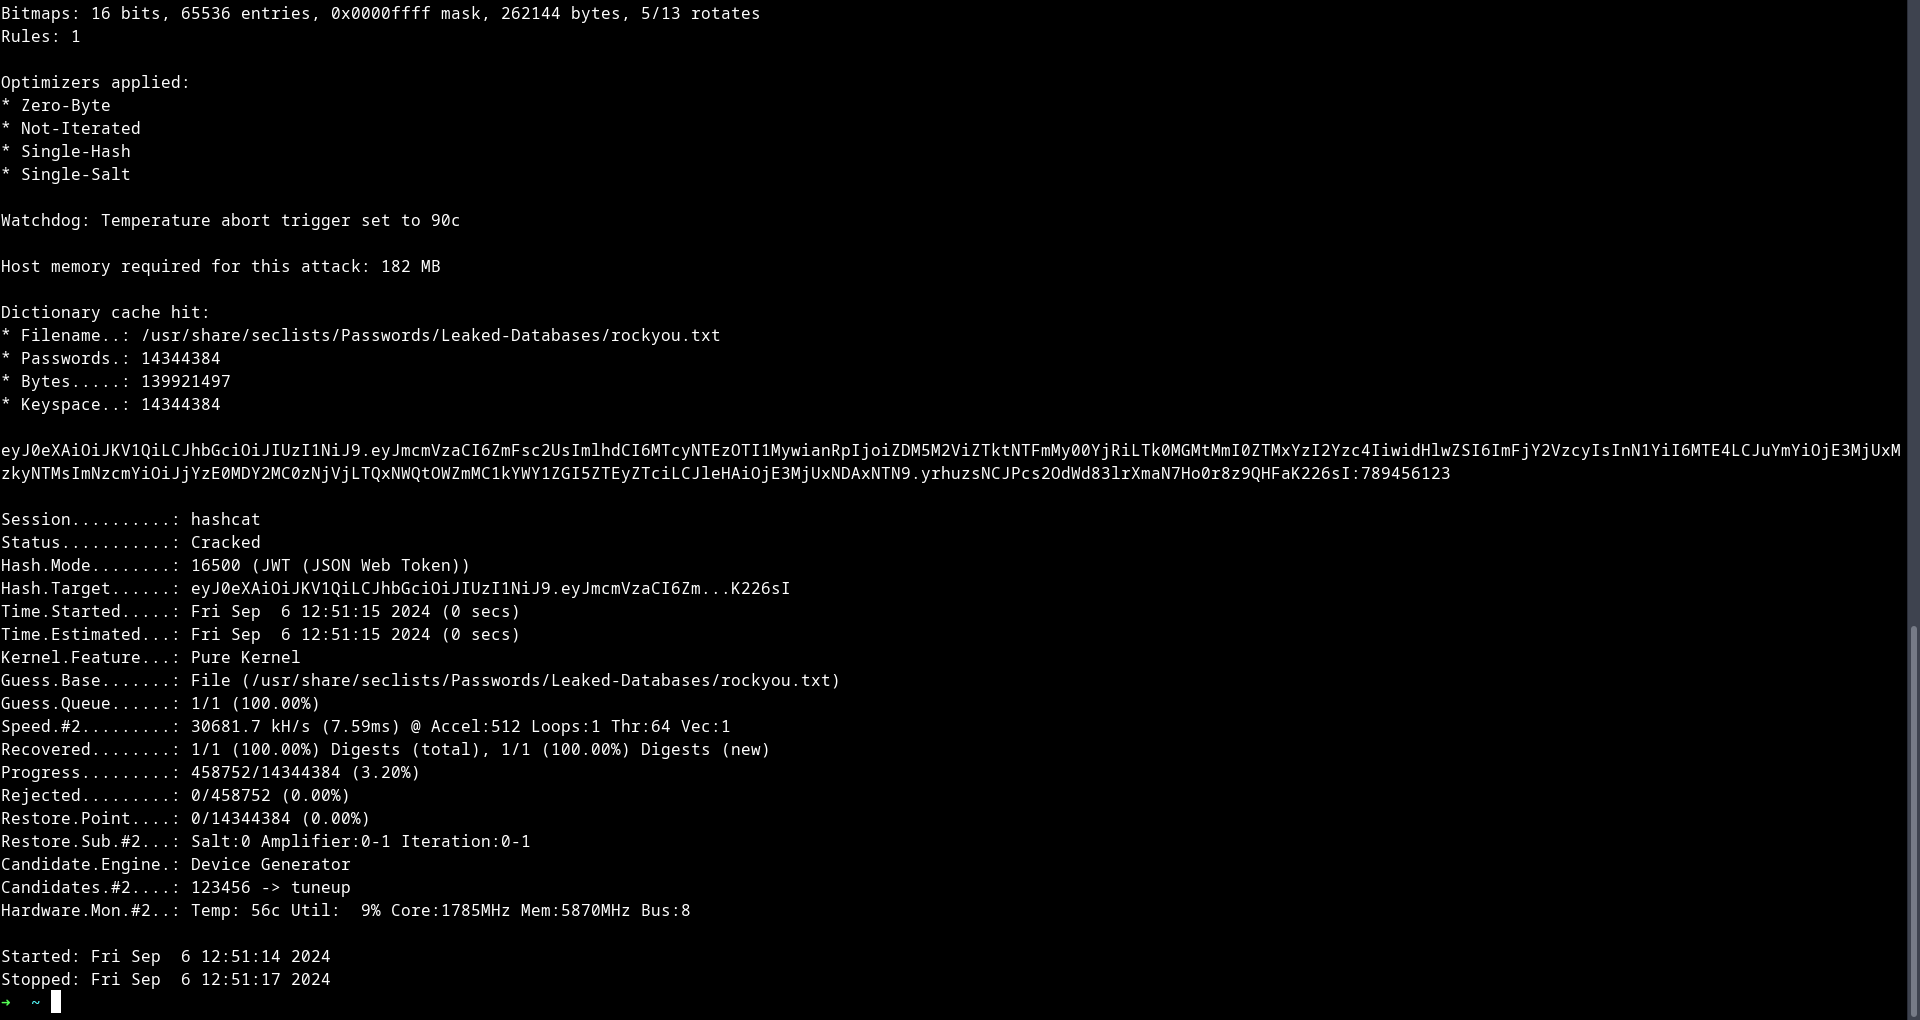 Bitmaps: 16 bits, 65536 entries, 0x0000ffff mask, 262144 bytes, 5/13 rotates
Rules: 1
Optimizers applied:
* Zero-Byte
* Not-Iterated
* Single-Hash
* Single-Salt
Watchdog: Temperature abort trigger set to 90c
Host memory required for this attack: 182 MB
Dictionary cache hit:
* Filename..: /usr/share/seclists/Passwords/Leaked-Databases/rockyou.txt
* Passwords.: 14344384
* Bytes.....: 139921497
* Keyspace..: 14344384
eyJ0eXAiOiJKV1QiLCJhbGciOiJIUzI1NiJ9.eyJmcmVzaCI6ZmFsc2UsImlhdCI6MTcyNTEzOTI1MywianRpIjoiZDM5M2ViZTktNTFmMy00YjRiLTk0MGMtMmI0ZTMxYzI2Yzc4IiwidHlwZSI6ImFjY2VzcyIsInN1YiI6MTE4LCJuYmYiOjE3MjUxM
zkyNTMsImNzcmYiOiJjYzE0MDY2MC0zNjVjLTQxNWQtOWZmMC1kYWY1ZGI5ZTEyZTciLCJleHAiOjE3MjUxNDAxNTN9.yrhuzsNCJPcs2OdWd83lrXmaN7Ho0r8z9QHFaK226sI:789456123
Session..........: hashcat
Status...........: Cracked
Hash.Mode........: 16500 (JWT (JSON Web Token))
Hash.Target......: eyJ0eXAiOiJKV1QiLCJhbGciOiJIUzI1NiJ9.eyJmcmVzaCI6Zm...K226sI
Time.Started.....: Fri Sep  6 12:51:15 2024 (0 secs)
Time.Estimated...: Fri Sep  6 12:51:15 2024 (0 secs)
Kernel.Feature...: Pure Kernel
Guess.Base.......: File (/usr/share/seclists/Passwords/Leaked-Databases/rockyou.txt)
Guess.Queue......: 1/1 (100.00%)
Speed.#2.........: 30681.7 kH/s (7.59ms) @ Accel:512 Loops:1 Thr:64 Vec:1
Recovered........: 1/1 (100.00%) Digests (total), 1/1 (100.00%) Digests (new)
Progress.........: 458752/14344384 (3.20%)
Rejected.........: 0/458752 (0.00%)
Restore.Point....: 0/14344384 (0.00%)
Restore.Sub.#2...: Salt:0 Amplifier:0-1 Iteration:0-1
Candidate.Engine.: Device Generator
Candidates.#2....: 123456 -> tuneup
Hardware.Mon.#2..: Temp: 56c Util:  9% Core:1785MHz Mem:5870MHz Bus:8
Started: Fri Sep  6 12:51:14 2024
Stopped: Fri Sep  6 12:51:17 2024
➜  ~